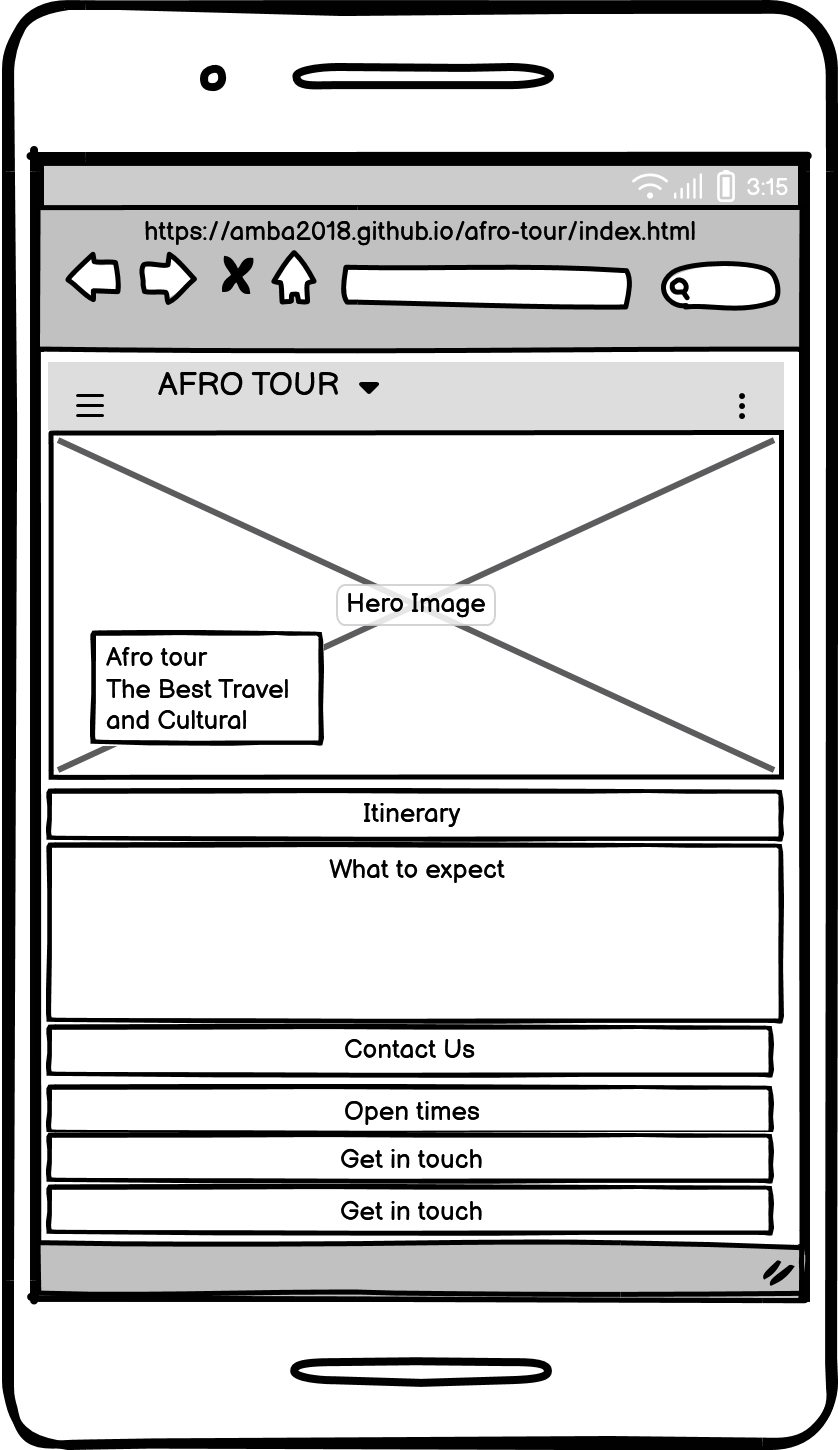 3:15
https://amba2018.github.io/afro-tour/index.html
AFRO TOUR
Hero Image
Afro tour
The Best Travel
and Cultural
Itinerary
What to expect
Contact Us
Open times
Get in touch
Get in touch